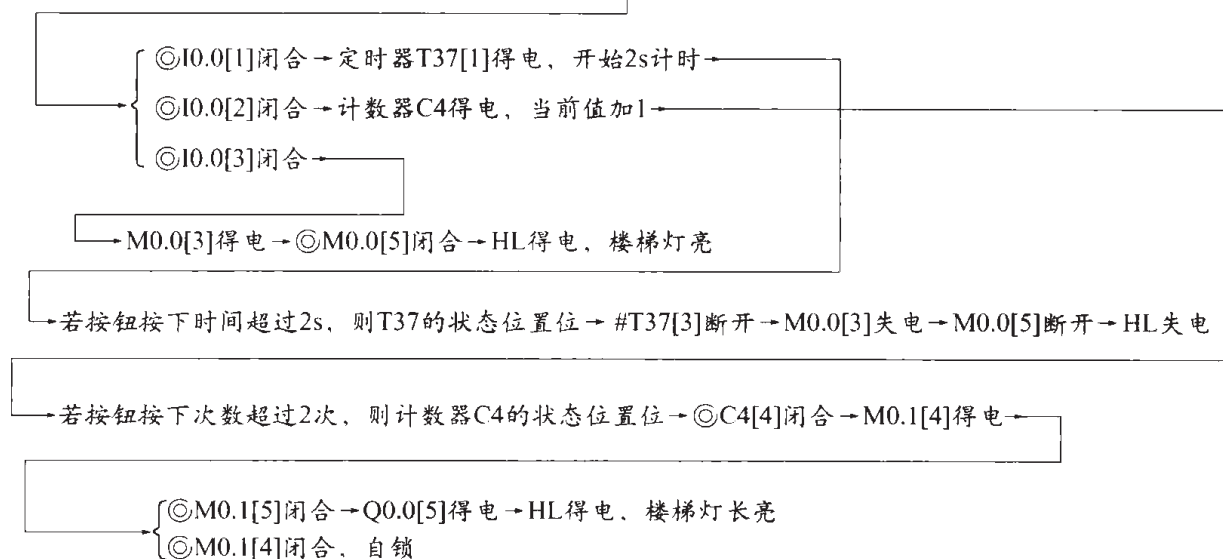 ◎I0.0[1]闭合→定时器T37[1]得电、开始2s计时→
◎I0.0[2]闭合→计数器C4得电、当前值加1→
◎I0.0[3]闭合→
→M0.0[3]得电→◎M0.0[5]闭合→HL得电、楼梯灯亮
→若按钮按下时间超过2s，则T37的状态位置位→#T37[3]断开→M0.0[3]失电→M0.0[5]断开→HL失电
→若按钮按下次数超过2次，则计数器C4的状态位置位→◎C4[4]闭合→M0.1[4]得电→
◎M0.1[5]闭合→Q0.0[5]得电→HL得电、楼梯灯长亮
◎M0.1[4]闭合、自锁